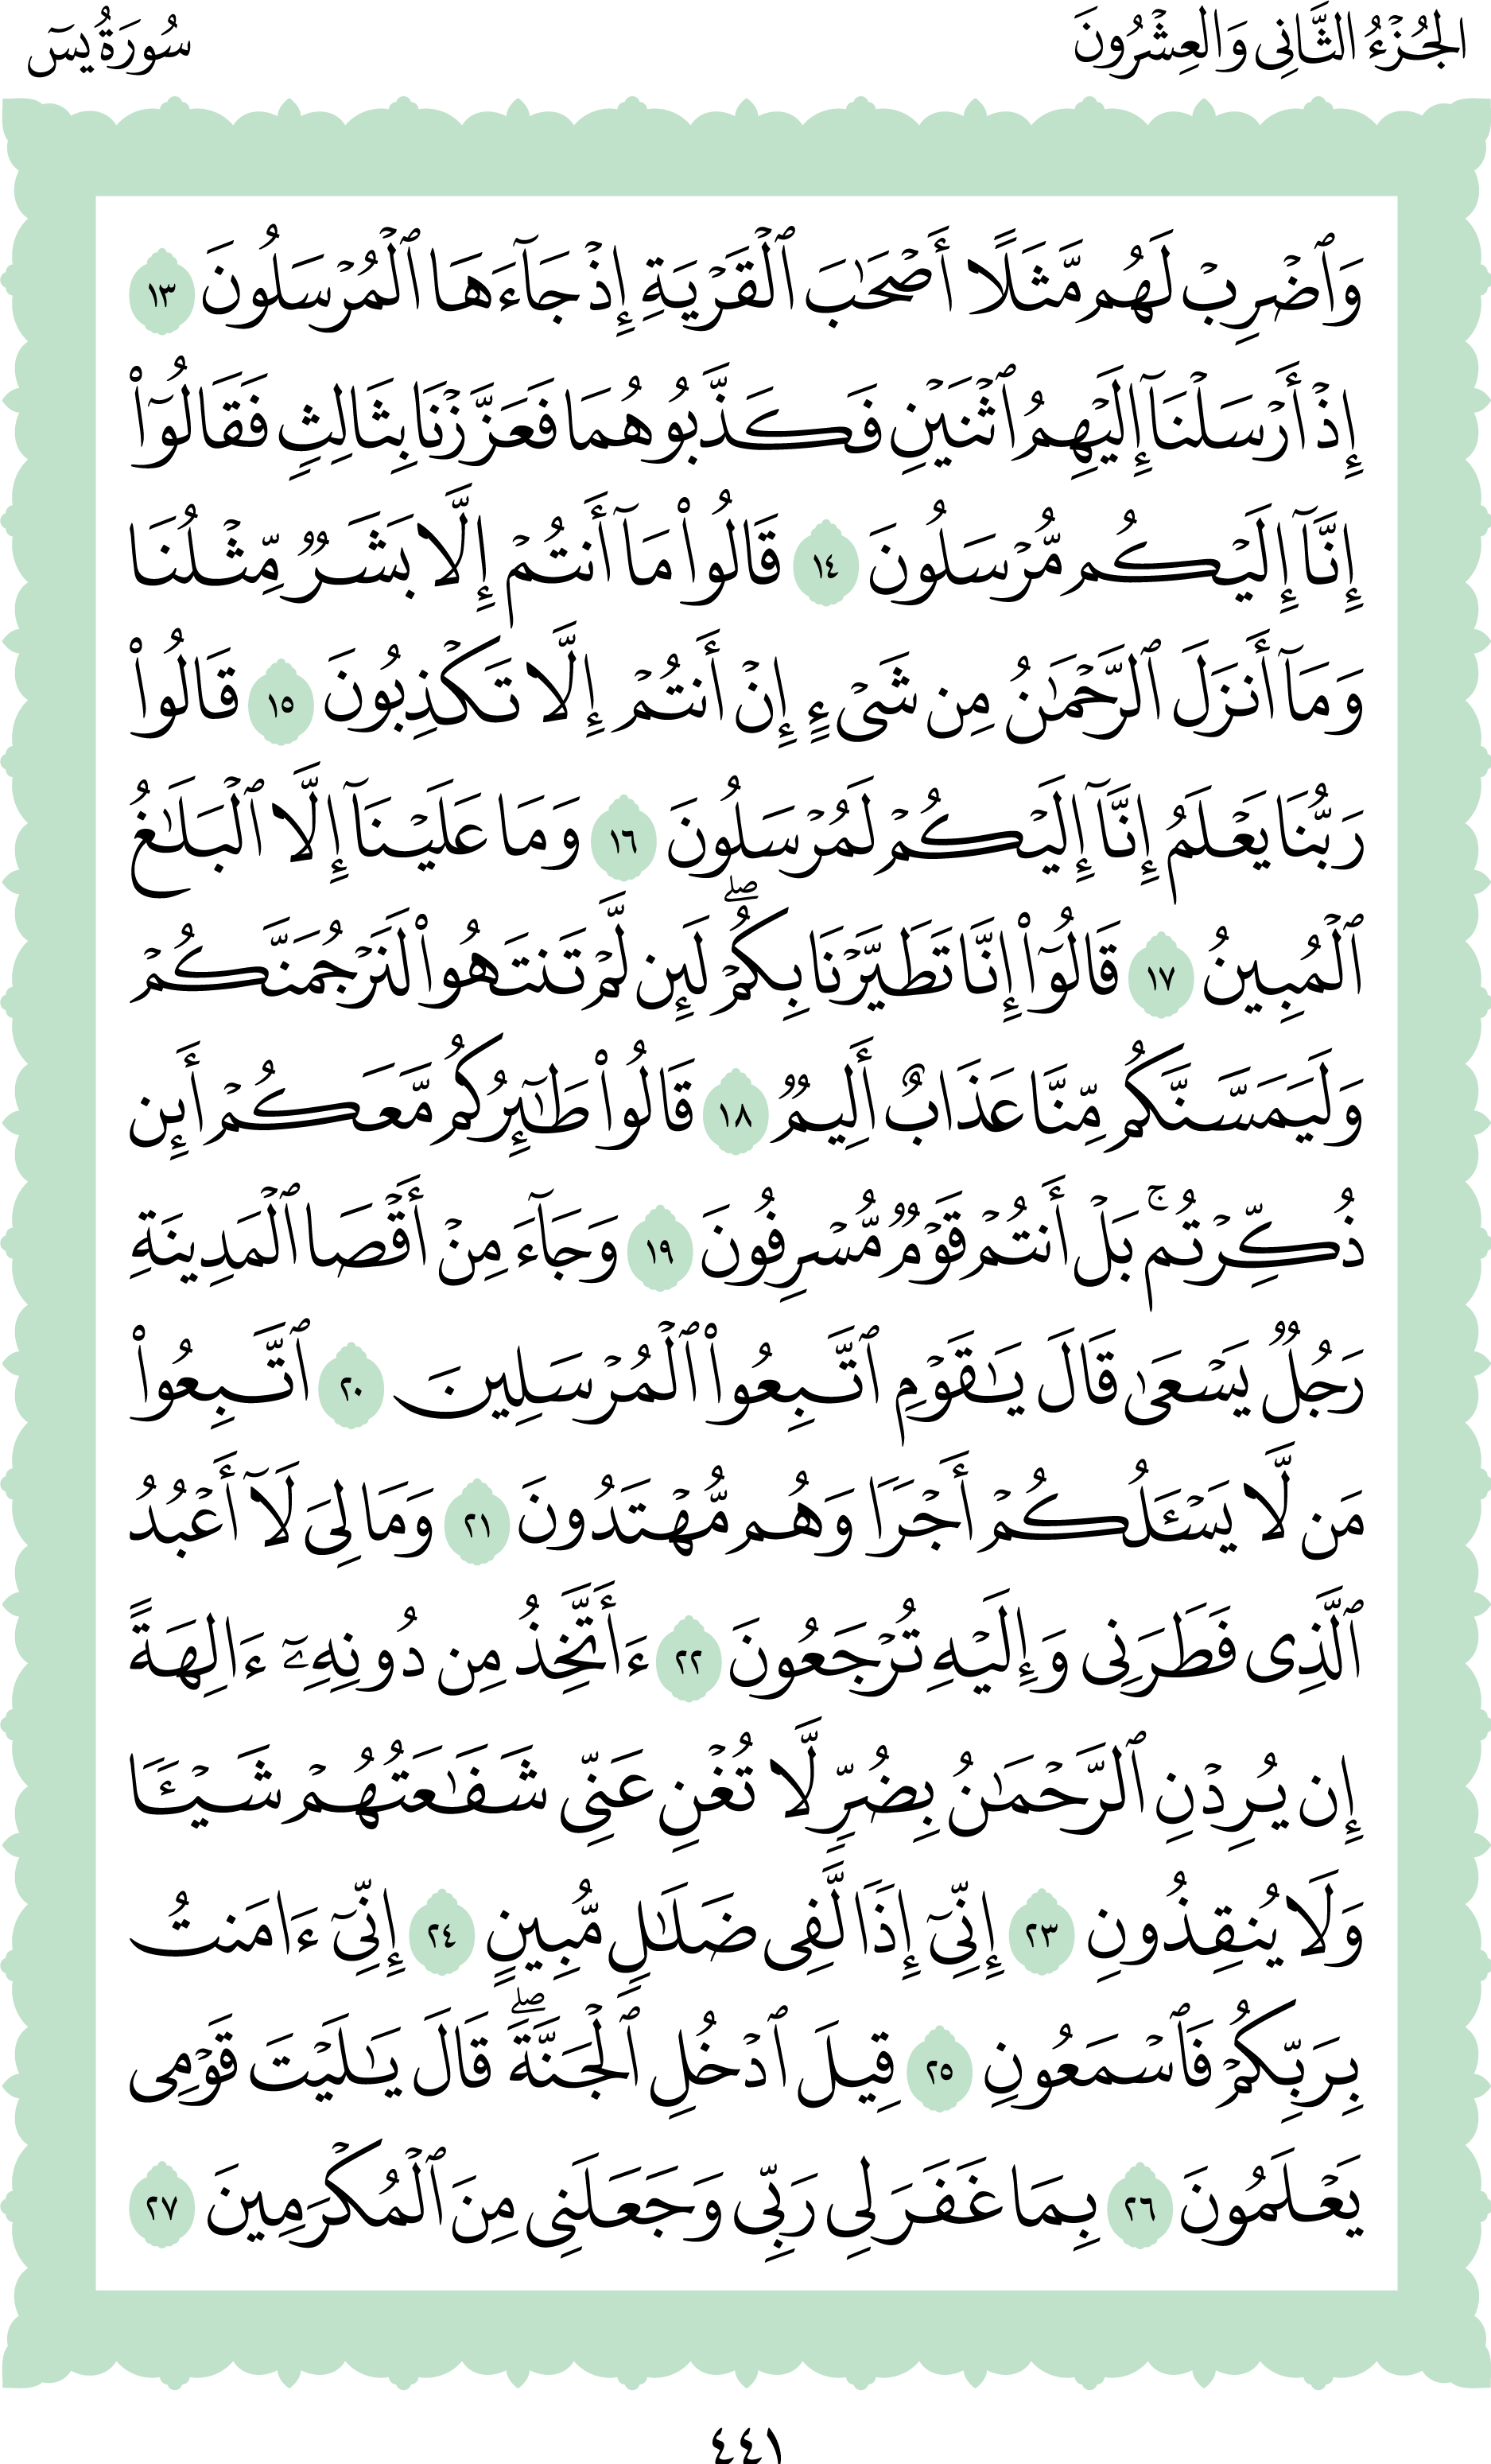 الجُزْءُ الثَّانِي وَالعِشْرُونَ
سُورَةُ يسٓ
وَٱضْرِبْ لَهُم مَّثَلًا أَصْحَٰبَ ٱلْقَرْيَةِ إِذْ جَآءَهَا ٱلْمُرْسَلُونَ ١٣
إِذْ أَرْسَلْنَآ إِلَيْهِمُ ٱثْنَيْنِ فَكَذَّبُوهُمَا فَعَزَّزْنَا بِثَالِثٍ فَقَالُوٓا۟
إِنَّآ إِلَيْكُم مُّرْسَلُونَ ١٤ قَالُوا۟ مَآ أَنتُمْ إِلَّا بَشَرٌ مِّثْلُنَا
وَمَآ أَنزَلَ ٱلرَّحْمَٰنُ مِن شَىْءٍ إِنْ أَنتُمْ إِلَّا تَكْذِبُونَ ١٥ قَالُوا۟
رَبُّنَا يَعْلَمُ إِنَّآ إِلَيْكُمْ لَمُرْسَلُونَ ١٦ وَمَا عَلَيْنَآ إِلَّا ٱلْبَلَٰغُ
ٱلْمُبِينُ ١٧ قَالُوٓا۟ إِنَّا تَطَيَّرْنَا بِكُمْ ۖ لَئِن لَّمْ تَنتَهُوا۟ لَنَرْجُمَنَّكُمْ
وَلَيَمَسَّنَّكُم مِّنَّا عَذَابٌ أَلِيمٌ ١٨ قَالُوا۟ طَٰٓئِرُكُم مَّعَكُمْ أَئِن
ذُكِّرْتُم ۚ بَلْ أَنتُمْ قَوْمٌ مُّسْرِفُونَ ١٩ وَجَآءَ مِنْ أَقْصَا ٱلْمَدِينَةِ
رَجُلٌ يَسْعَىٰ قَالَ يَٰقَوْمِ ٱتَّبِعُوا۟ ٱلْمُرْسَلِينَ ٢٠ ٱتَّبِعُوا۟
مَن لَّا يَسْـَٔلُكُمْ أَجْرًا وَهُم مُّهْتَدُونَ ٢١ وَمَا لِىَ لَآ أَعْبُدُ
ٱلَّذِى فَطَرَنِى وَإِلَيْهِ تُرْجَعُونَ ٢٢ ءَأَتَّخِذُ مِن دُونِهِۦٓ ءَالِهَةً
إِن يُرِدْنِ ٱلرَّحْمَٰنُ بِضُرٍّ لَّا تُغْنِ عَنِّى شَفَٰعَتُهُمْ شَيْـًٔا
وَلَا يُنقِذُونِ ٢٣ إِنِّىٓ إِذًا لَّفِى ضَلَٰلٍ مُّبِينٍ ٢٤ إِنِّىٓ ءَامَنتُ
بِرَبِّكُمْ فَٱسْمَعُونِ ٢٥ قِيلَ ٱدْخُلِ ٱلْجَنَّةَ ۖ قَالَ يَٰلَيْتَ قَوْمِى
يَعْلَمُونَ ٢٦ بِمَا غَفَرَ لِى رَبِّى وَجَعَلَنِى مِنَ ٱلْمُكْرَمِينَ ٢٧
٤٤١